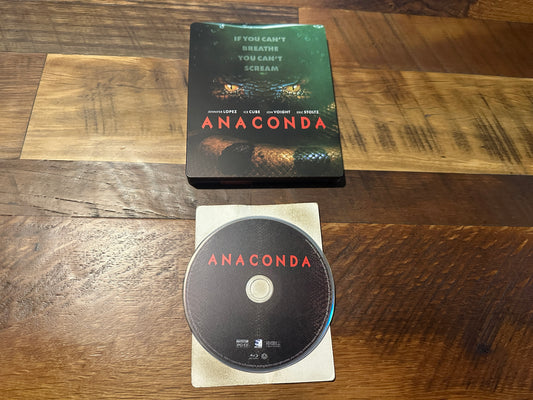 IF YOU CAN'T
BREATHE
YOU CAN'T
SCREAM
JENNIFER LOPEZ ICE CUBE JON VOIGHT ERIC STOLTZ
ANACONDA
ANACONDA